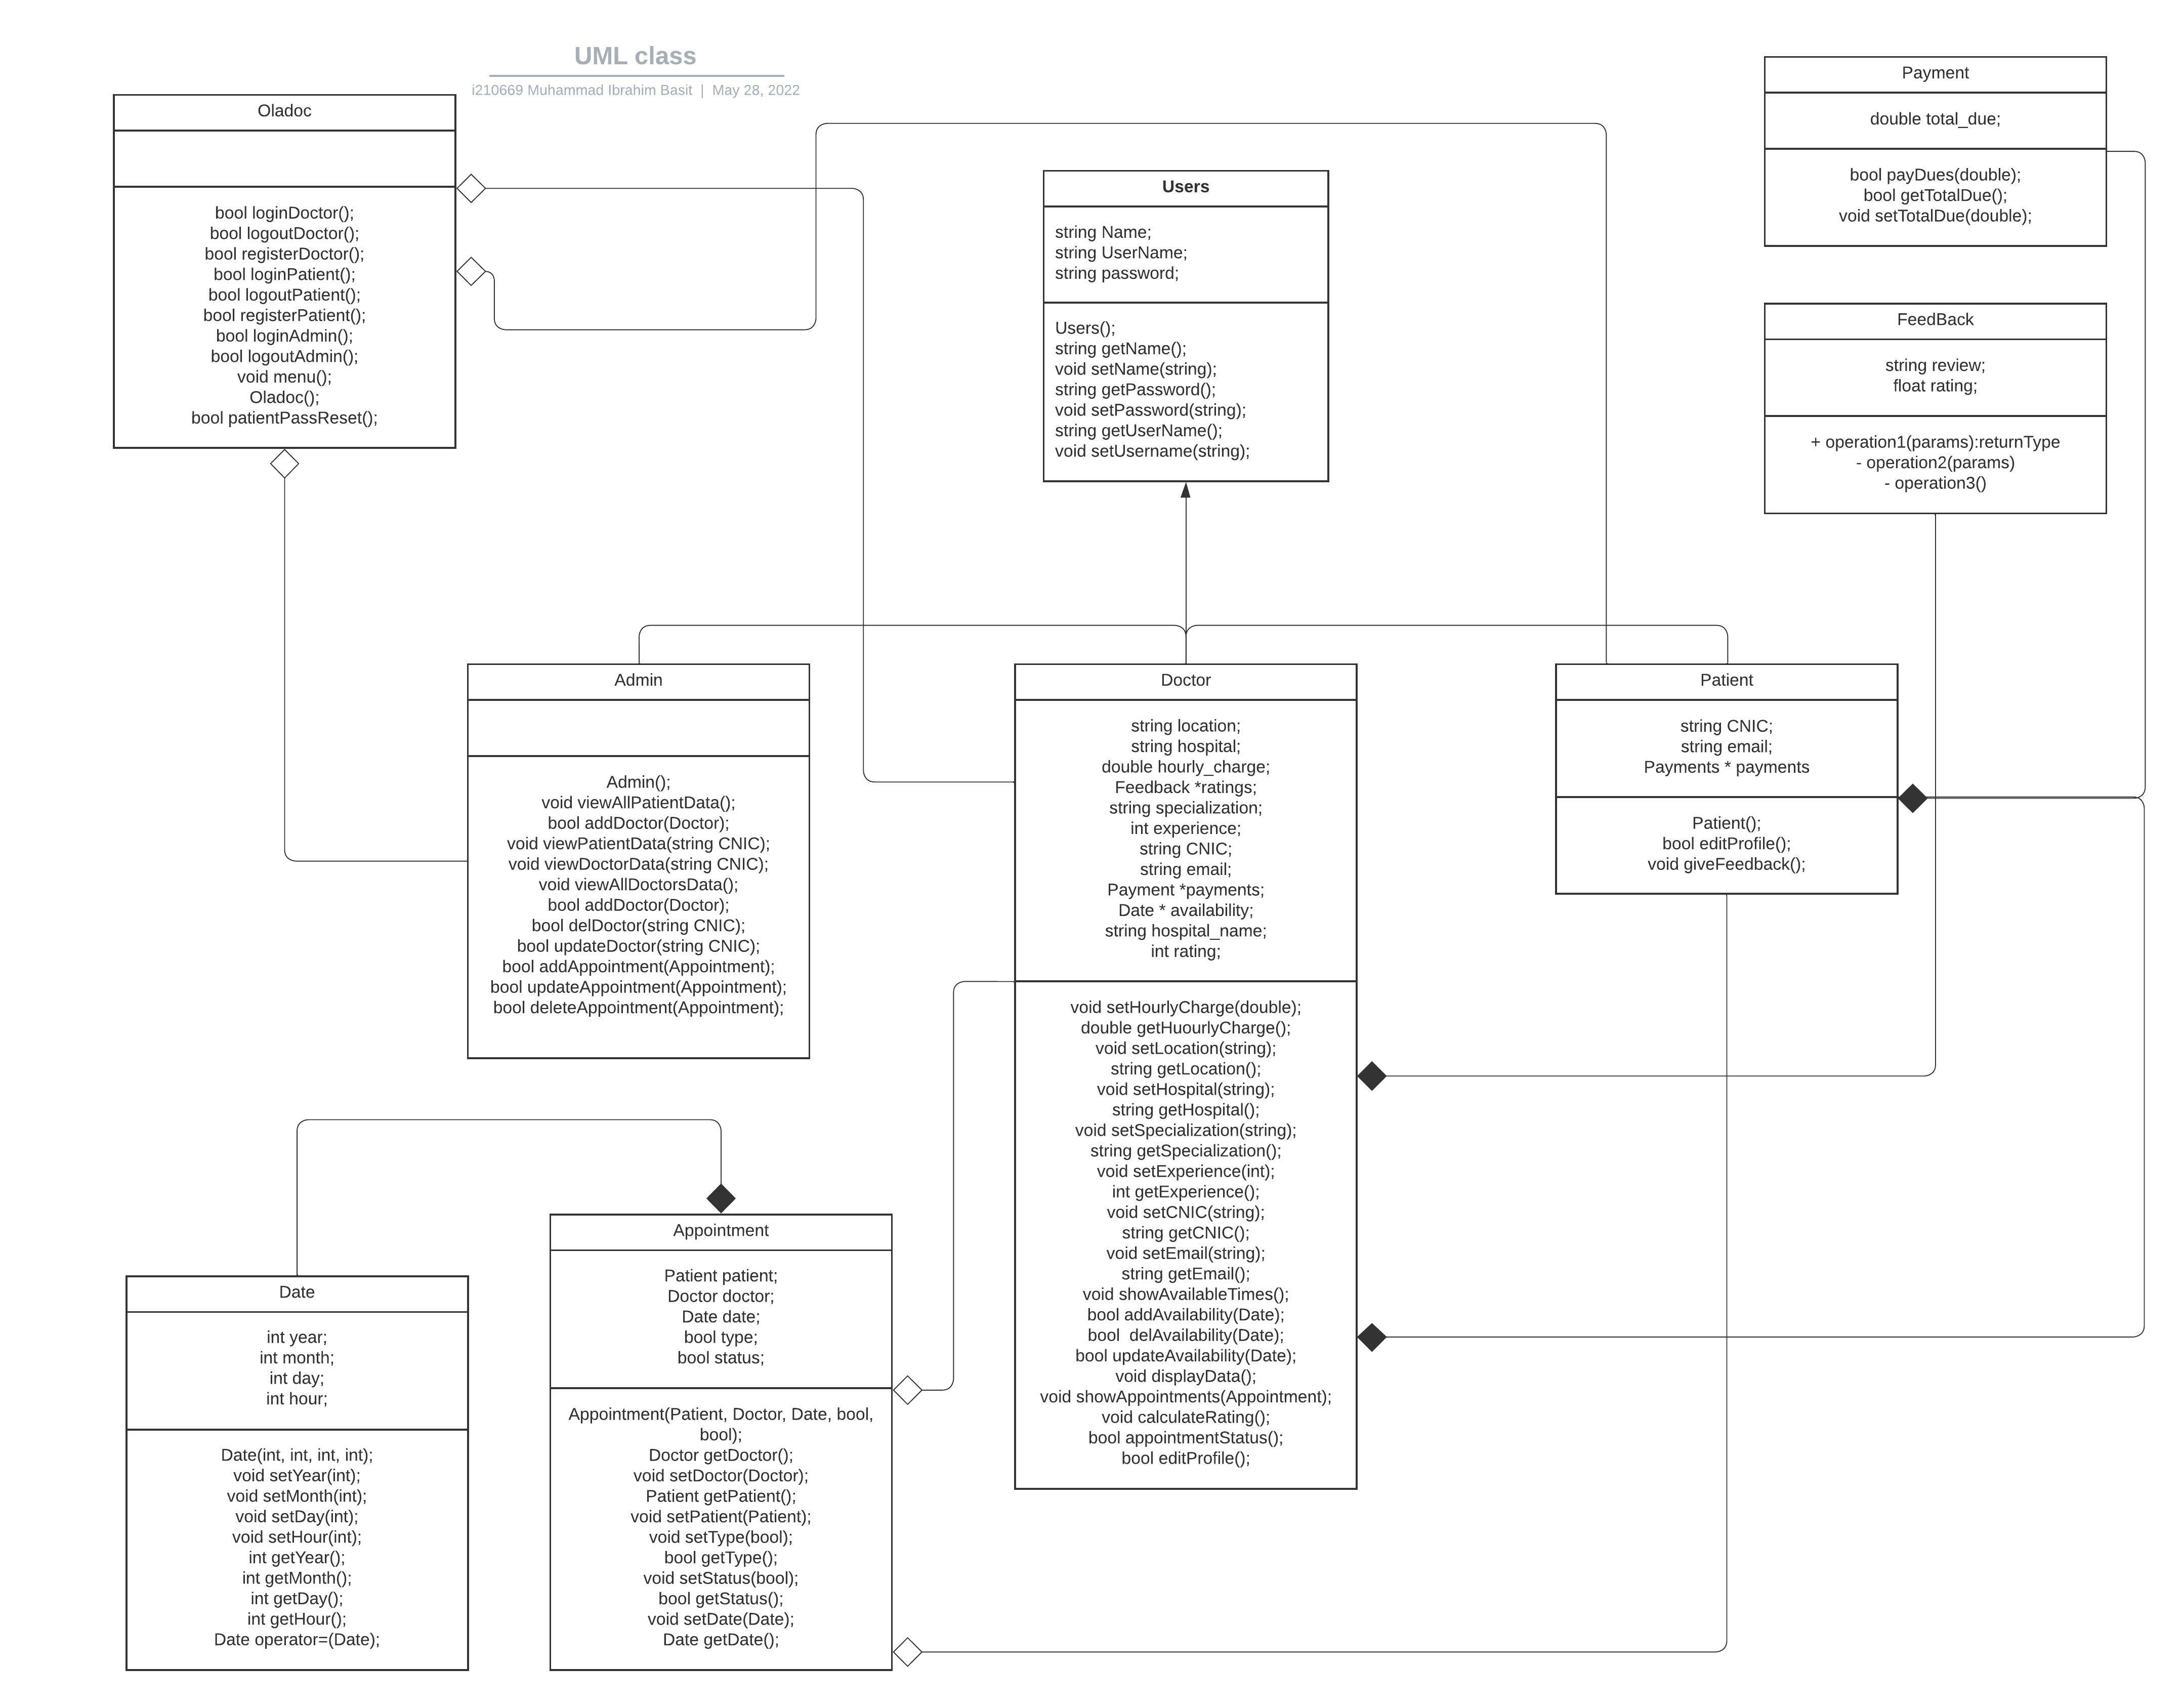 UML class
i210669 Muhammad Ibrahim Basit | May 28, 2022
Oladoc
bool loginDoctor();
bool logoutDoctor();
bool registerDoctor();
bool loginPatient();
bool logoutPatient();
bool registerPatient();
bool loginAdmin();
bool logoutAdmin();
void menu();
Oladoc();
bool patientPassReset();
Users
string Name;
string UserName;
string password;
Users();
string getName();
void setName(string);
string getPassword();
void setPassword(string);
string getUserName();
void setUsername(string);
Payment
double total_due;
bool payDues(double);
bool getTotalDue();
void setTotalDue(double);
FeedBack
string review;
float rating;
+ operation1(params):returnType
- operation2(params)
- operation3()
Admin
Admin();
void viewAllPatientData();
bool addDoctor(Doctor);
void viewPatientData(string CNIC);
void viewDoctorData(string CNIC);
void viewAllDoctorsData();
bool addDoctor(Doctor);
bool delDoctor(string CNIC);
bool updateDoctor(string CNIC);
bool addAppointment(Appointment);
bool updateAppointment(Appointment);
bool deleteAppointment(Appointment);
Doctor
string location;
string hospital;
double hourly_charge;
Feedback *ratings;
string specialization;
int experience;
string CNIC;
string email;
Payment *payments;
Date * availability;
string hospital_name;
int rating;
void setHourlyCharge(double);
double getHuourlyCharge();
void setLocation(string);
string getLocation();
void setHospital(string);
string getHospital();
void setSpecialization(string);
string getSpecialization();
void setExperience(int);
int getExperience();
void setCNIC(string);
string getCNIC();
void setEmail(string);
string getEmail();
void showAvailableTimes();
bool addAvailability(Date);
bool  delAvailability(Date);
bool updateAvailability(Date);
void displayData();
void showAppointments(Appointment);
void calculateRating();
bool appointmentStatus();
bool editProfile();
Patient
string CNIC;
string email;
Payments * payments
Patient();
bool editProfile();
void giveFeedback();
Date
int year;
int month;
int day;
int hour;
Date(int, int, int, int);
void setYear(int);
void setMonth(int);
void setDay(int);
void setHour(int);
int getYear();
int getMonth();
int getDay();
int getHour();
Date operator=(Date);
Appointment
Patient patient;
Doctor doctor;
Date date;
bool type;
bool status;
Appointment(Patient, Doctor, Date, bool,
bool);
Doctor getDoctor();
void setDoctor(Doctor);
Patient getPatient();
void setPatient(Patient);
void setType(bool);
bool getType();
void setStatus(bool);
bool getStatus();
void setDate(Date);
Date getDate();